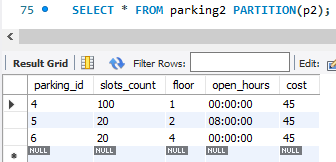 75 SELECT * FROM parking2 PARTITION(p2);
Result Grid Filter Rows: Edit:
parking_id slots_count floor open_hours cost
4 100 1 00:00:00 45
5 20 2 08:00:00 45
6 20 4 00:00:00 45
NULL NULL NULL NULL NULL